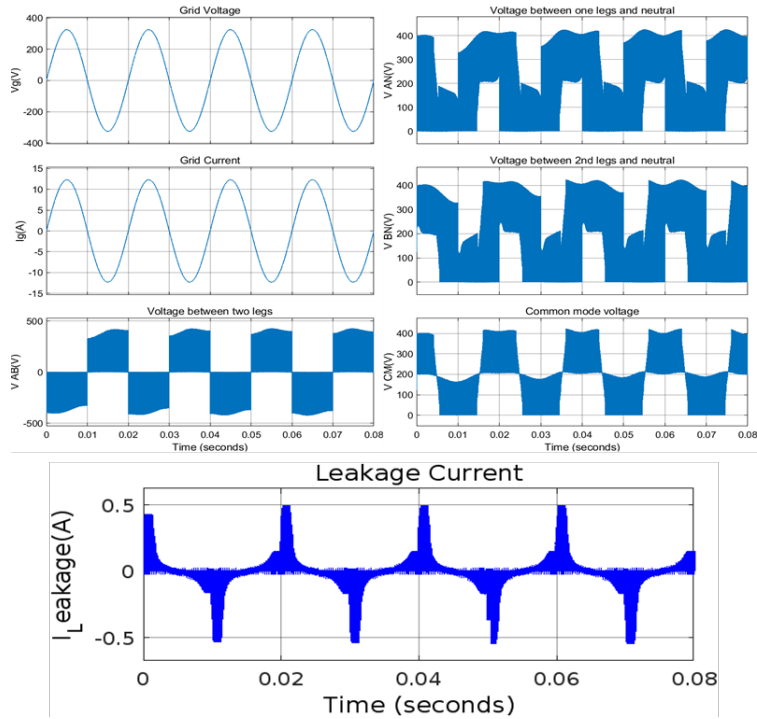 Grid Voltage
Vg(V)
400
200
0
-200
-400
Voltage between one legs and neutral
V AN(V)
400
300
200
100
0
Grid Current
Ig(A)
15
10
5
0
-5
-10
-15
Voltage between 2nd legs and neutral
V BN(V)
400
300
200
100
0
Voltage between two legs
V AB(V)
500
0
-500
0 0.01 0.02 0.03 0.04 0.05 0.06 0.07 0.08
Time (seconds)
Common mode voltage
V CM(V)
400
300
200
100
0
0 0.01 0.02 0.03 0.04 0.05 0.06 0.07 0.08
Time (seconds)
Leakage Current
I_Leakage(A)
0.5
0
-0.5
0 0.02 0.04 0.06 0.08
Time (seconds)